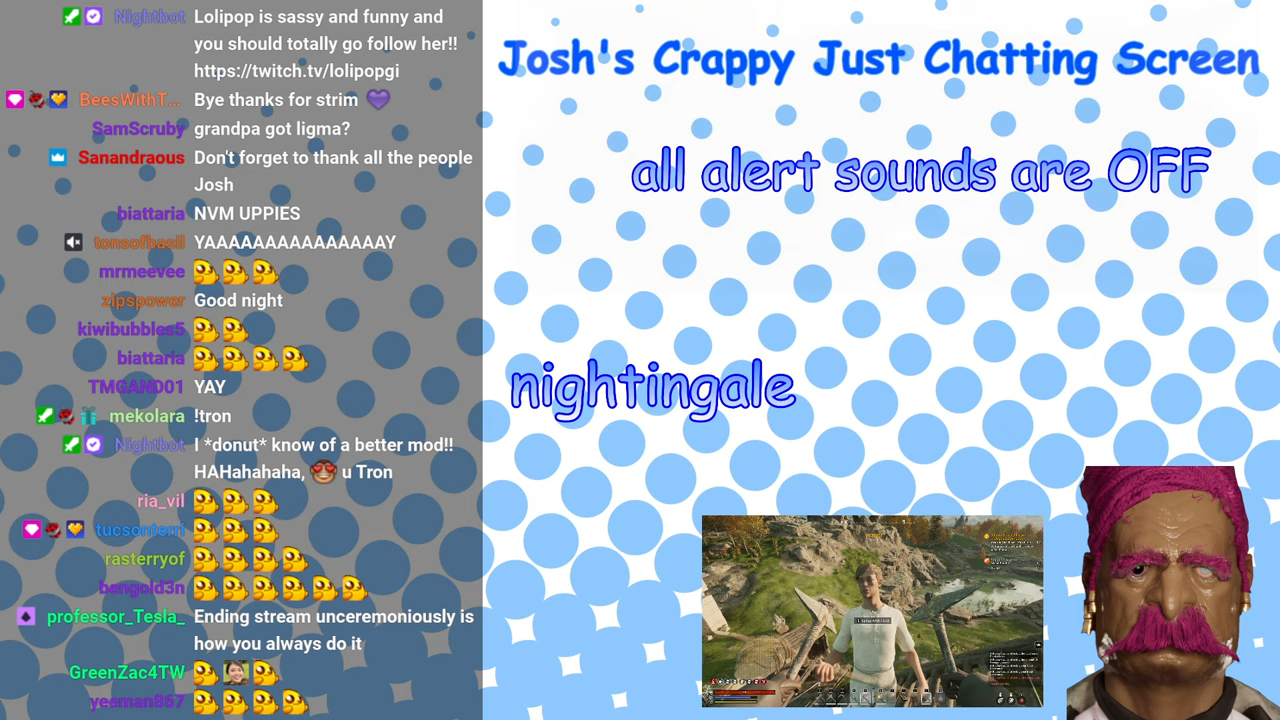 Nightbot Lolipop is sassy and funny and
you should totally go follow her!!
https://twitch.tv/lolipopgi
BeesWithT... Bye thanks for strim
SamScruby grandpa got ligma?
Sanandraous Don't forget to thank all the people
Josh
biattaria NVM UPPIES
tonsofbasil YAAAAAAAAAAAAAAAY
mrmeevee
zipspower Good night
kiwibubbles5
biattaria
TMGAND01 YAY
mekolara !tron
Nightbot I *donut* know of a better mod!!
HAHahahaha, u Tron
ria_vil
tucsonterri
rasterryof
bengold3n
professor_Tesla_ Ending stream unceremoniously is
how you always do it
GreenZac4TW
yeeman867
Josh's Crappy Just Chatting Screen
all alert sounds are OFF
nightingale